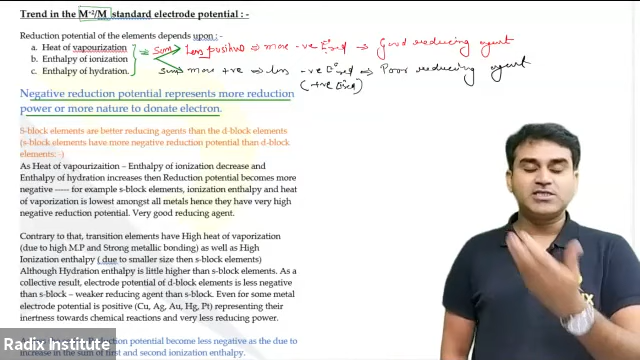 Trend in the M⁺²/M standard electrode potential : -
Reduction potential of the elements depends upon : -
a. Heat of vapourization
b. Enthalpy of ionization
c. Enthalpy of hydration.
⇒ Sum → Less positive ⇒ more -ve E°red ⇒ Good reducing agent
Sum ⇒ more +ve ⇒ less -ve E°red ⇒ Poor reducing agent
(+ve E°red)
Negative reduction potential represents more reduction
power or more nature to donate electron.
S-block elements are better reducing agents than the d-block elements
(s-block elements have more negative reduction potential than d-block
elements: -)
As Heat of vapourizaition – Enthalpy of ionization decrease and
Enthalpy of hydration increases then Reduction potential becomes more
negative ----- for example s-block elements, ionization enthalpy and heat
of vaporization is lowest amongst all metals hence they have very high
negative reduction potential. Very good reducing agent.
Contrary to that, transition elements have High heat of vaporization
(due to high M.P and Strong metallic bonding) as well as High
Ionization enthalpy ( due to smaller size then s-block elements)
Although Hydration enthalpy is little higher than s-block elements. As a
collective result, electrode potential of d-block elements is less negative
than s-block – weaker reducing agent than s-block. Even for some metal
electrode potential is positive (Cu, Ag, Au, Hg, Pt) representing their
inertness towards chemical reactions and very less reducing power.
Reduction potential become less negative as the due to
increase in the sum of first and second ionization enthalpy.
Radix Institute